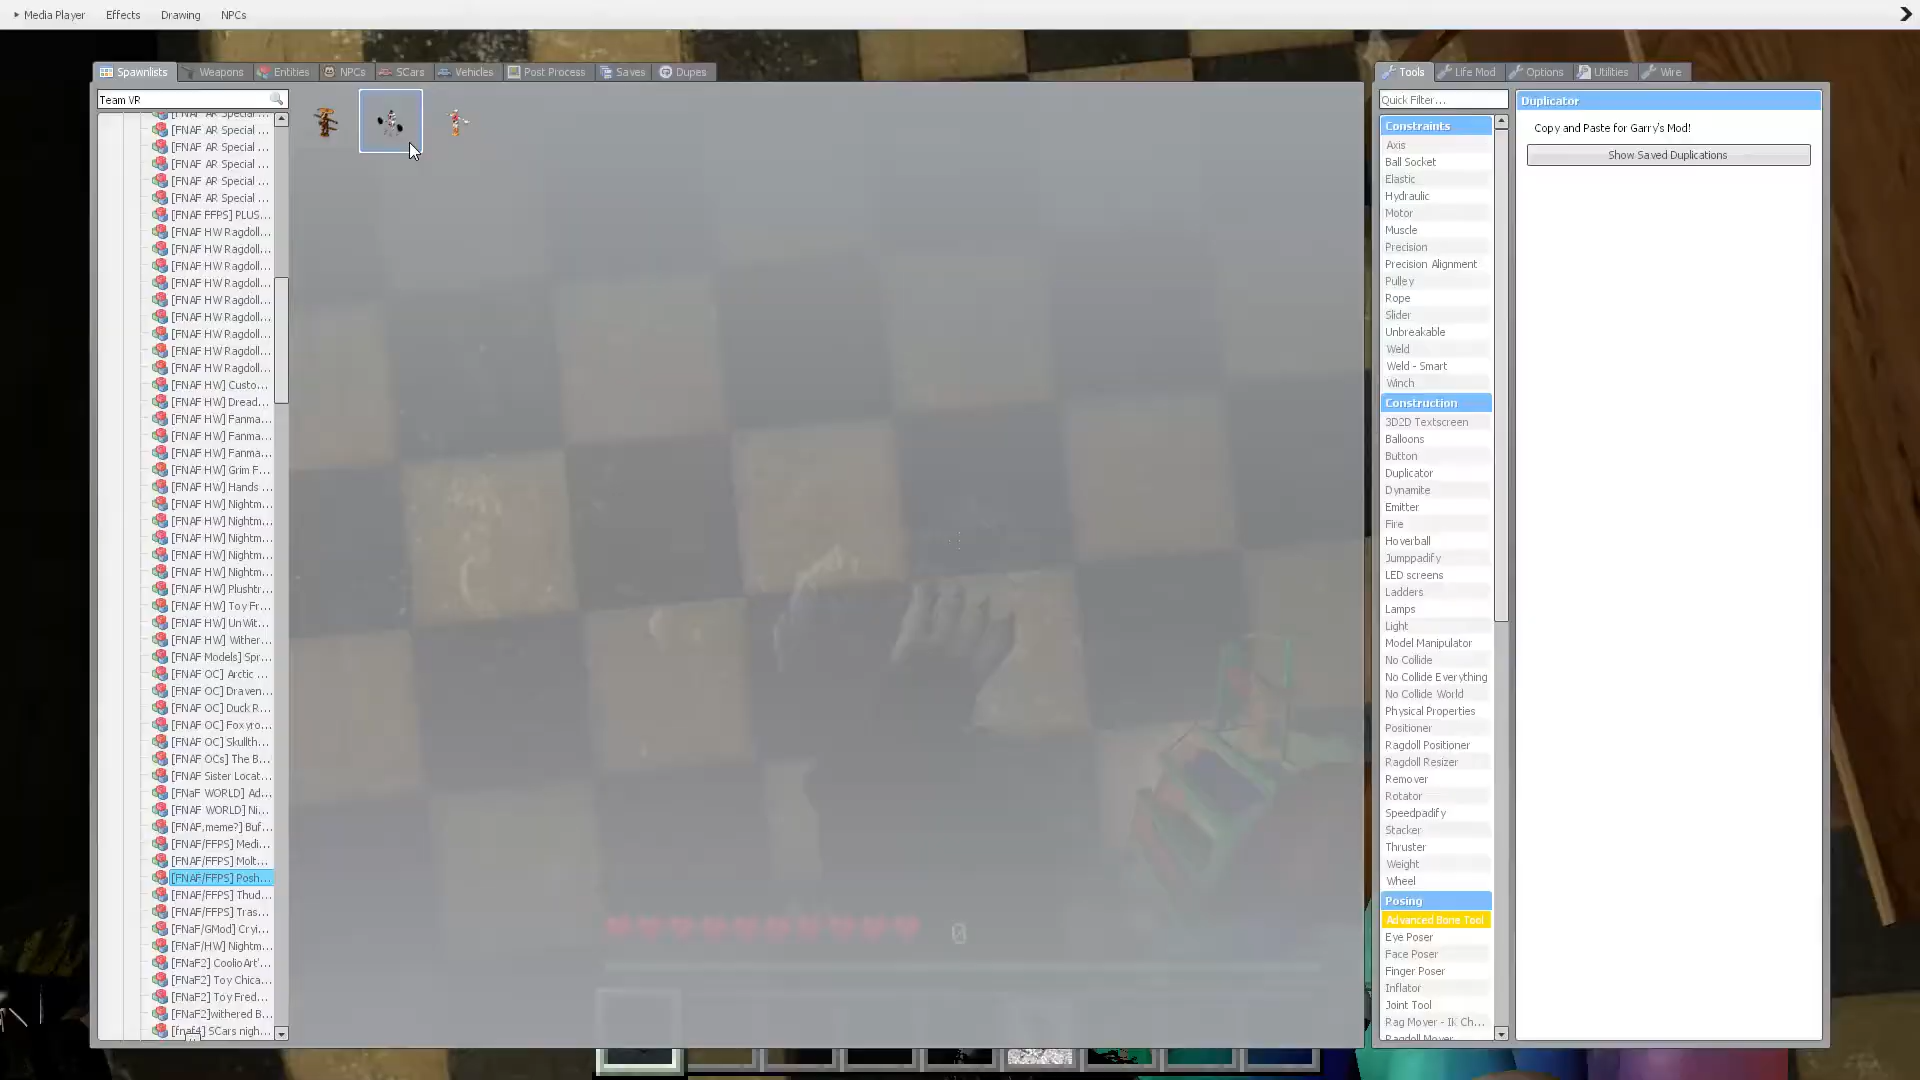 Media Player Effects Drawing NPCs
Spawnlists Weapons Entities NPCs SCars Vehicles Post Process Saves Dupes
Team VR
[FNAF AR Special ...
[FNAF AR Special ...
[FNAF AR Special ...
[FNAF AR Special ...
[FNAF AR Special ...
[FNAF AR Special ...
[FNAF FFPS] PLUS...
[FNAF HW Ragdoll...
[FNAF HW Ragdoll...
[FNAF HW Ragdoll...
[FNAF HW Ragdoll...
[FNAF HW Ragdoll...
[FNAF HW Ragdoll...
[FNAF HW Ragdoll...
[FNAF HW Ragdoll...
[FNAF HW Ragdoll...
[FNAF HW] Custo...
[FNAF HW] Dread...
[FNAF HW] Fanma...
[FNAF HW] Fanma...
[FNAF HW] Fanma...
[FNAF HW] Grim F...
[FNAF HW] Hands ...
[FNAF HW] Nightm...
[FNAF HW] Nightm...
[FNAF HW] Nightm...
[FNAF HW] Nightm...
[FNAF HW] Nightm...
[FNAF HW] Plushtr...
[FNAF HW] Toy Fr...
[FNAF HW] UnWit...
[FNAF HW] Wither...
[FNAF Models] Spr...
[FNAF OC] Arctic ...
[FNAF OC] Draven...
[FNAF OC] Duck R...
[FNAF OC] Foxyro...
[FNAF OC] Skullth...
[FNAF OCs] The B...
[FNAF Sister Locat...
[FNaF WORLD] Ad...
[FNAF WORLD] Ni...
[FNAF,meme?] Buf...
[FNAF/FFPS] Medi...
[FNAF/FFPS] Molt...
[FNAF/FFPS] Posh...
[FNAF/FFPS] Thud...
[FNAF/FFPS] Tras...
[FNaF/GMod] Cryi...
[FNaF/HW] Nightm...
[FNaF2] CoolioArt'...
[FNaF2] Toy Chica...
[FNaF2] Toy Fred...
[FNaF2]withered B...
[fnaf4] SCars nigh...
0
Tools Life Mod Options Utilities Wire
Quick Filter...
Constraints
Axis
Ball Socket
Elastic
Hydraulic
Motor
Muscle
Precision
Precision Alignment
Pulley
Rope
Slider
Unbreakable
Weld
Weld - Smart
Winch
Construction
3D2D Textscreen
Balloons
Button
Duplicator
Dynamite
Emitter
Fire
Hoverball
Jumppadify
LED screens
Ladders
Lamps
Light
Model Manipulator
No Collide
No Collide Everything
No Collide World
Physical Properties
Positioner
Ragdoll Positioner
Ragdoll Resizer
Remover
Rotator
Speedpadify
Stacker
Thruster
Weight
Wheel
Posing
Advanced Bone Tool
Eye Poser
Face Poser
Finger Poser
Inflator
Joint Tool
Rag Mover - IK Ch...
Ragdoll Mover
Duplicator
Copy and Paste for Garry's Mod!
Show Saved Duplications